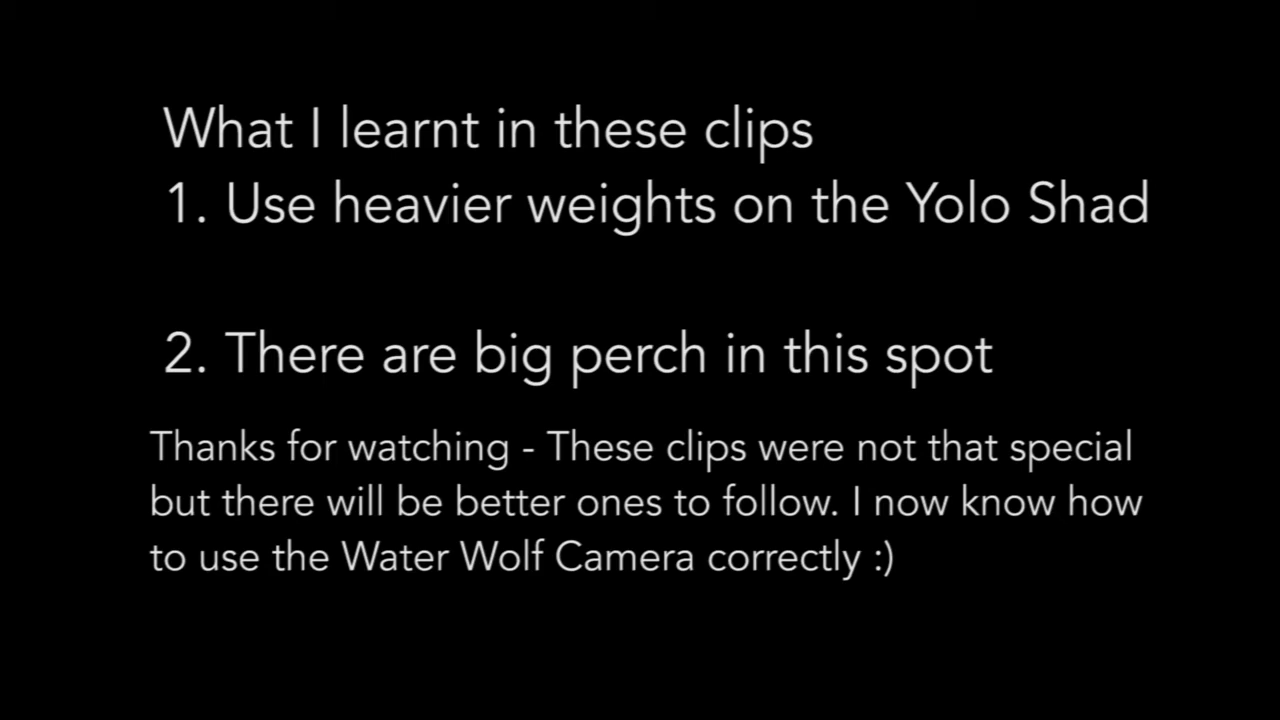 What I learnt in these clips
1. Use heavier weights on the Yolo Shad
2. There are big perch in this spot
Thanks for watching - These clips were not that special
but there will be better ones to follow. I now know how
to use the Water Wolf Camera correctly :)